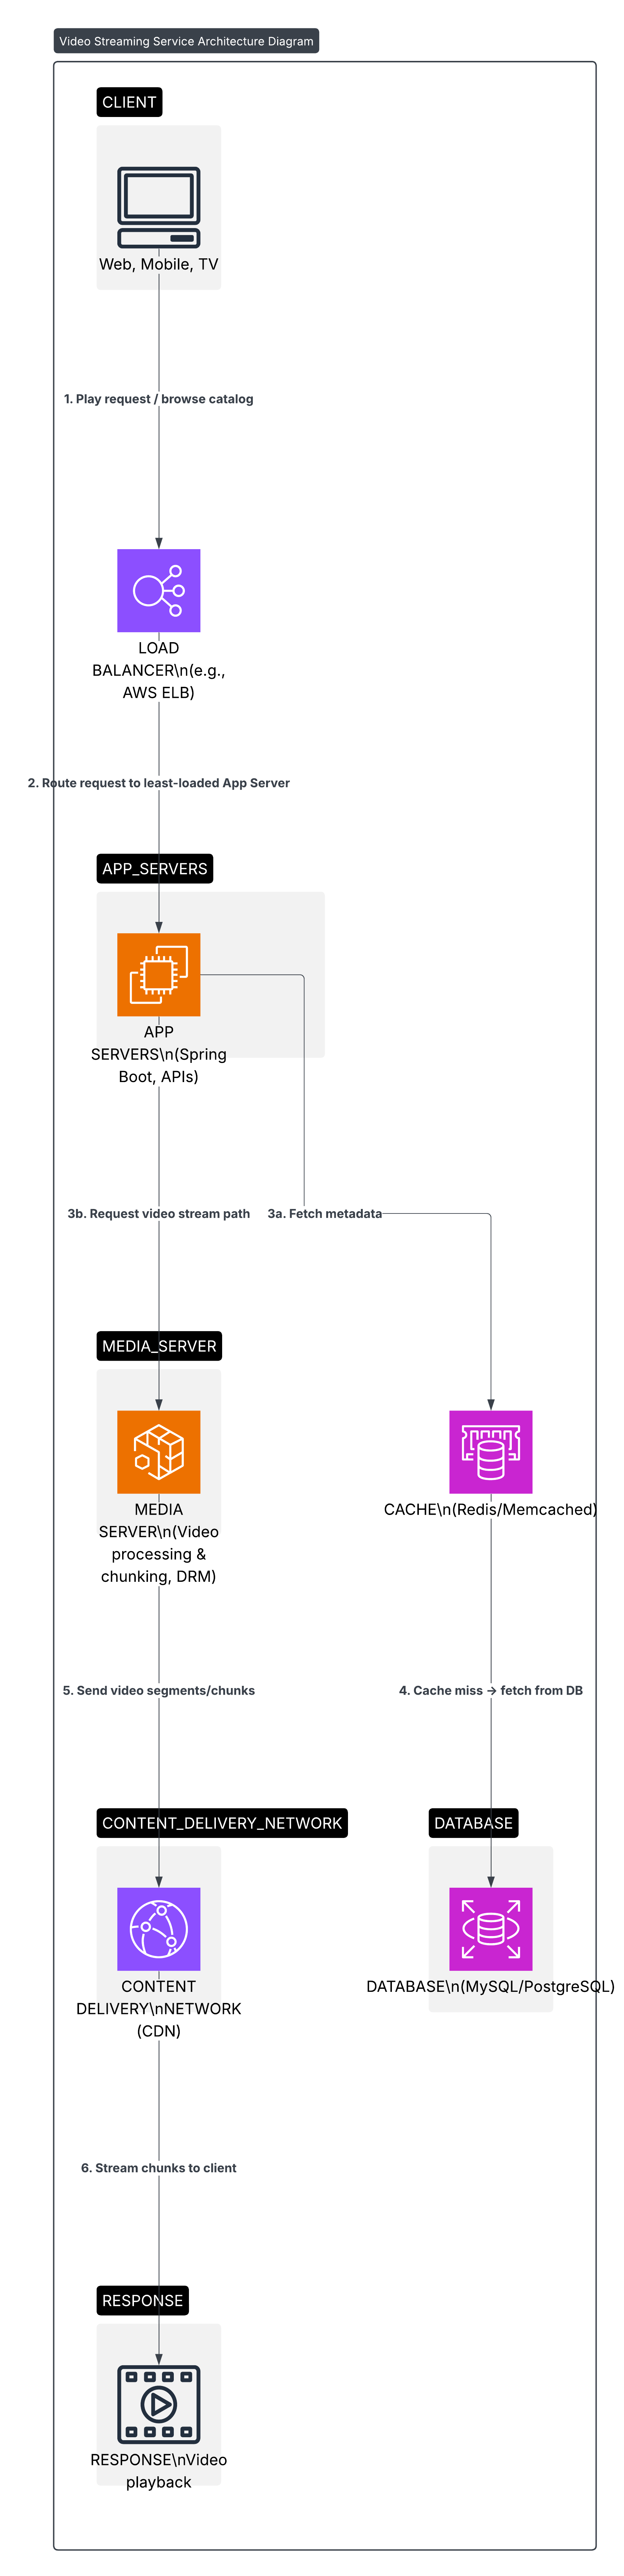 Video Streaming Service Architecture Diagram
CLIENT
Web, Mobile, TV
1. Play request / browse catalog
LOAD
BALANCER\n(e.g.,
AWS ELB)
2. Route request to least-loaded App Server
APP_SERVERS
APP
SERVERS\n(Spring
Boot, APIs)
3b. Request video stream path
3a. Fetch metadata
MEDIA_SERVER
MEDIA
SERVER\n(Video
processing &
chunking, DRM)
CACHE\n(Redis/Memcached)
5. Send video segments/chunks
4. Cache miss → fetch from DB
CONTENT_DELIVERY_NETWORK
DATABASE
CONTENT
DELIVERY\nNETWORK
(CDN)
DATABASE\n(MySQL/PostgreSQL)
6. Stream chunks to client
RESPONSE
RESPONSE\nVideo
playback